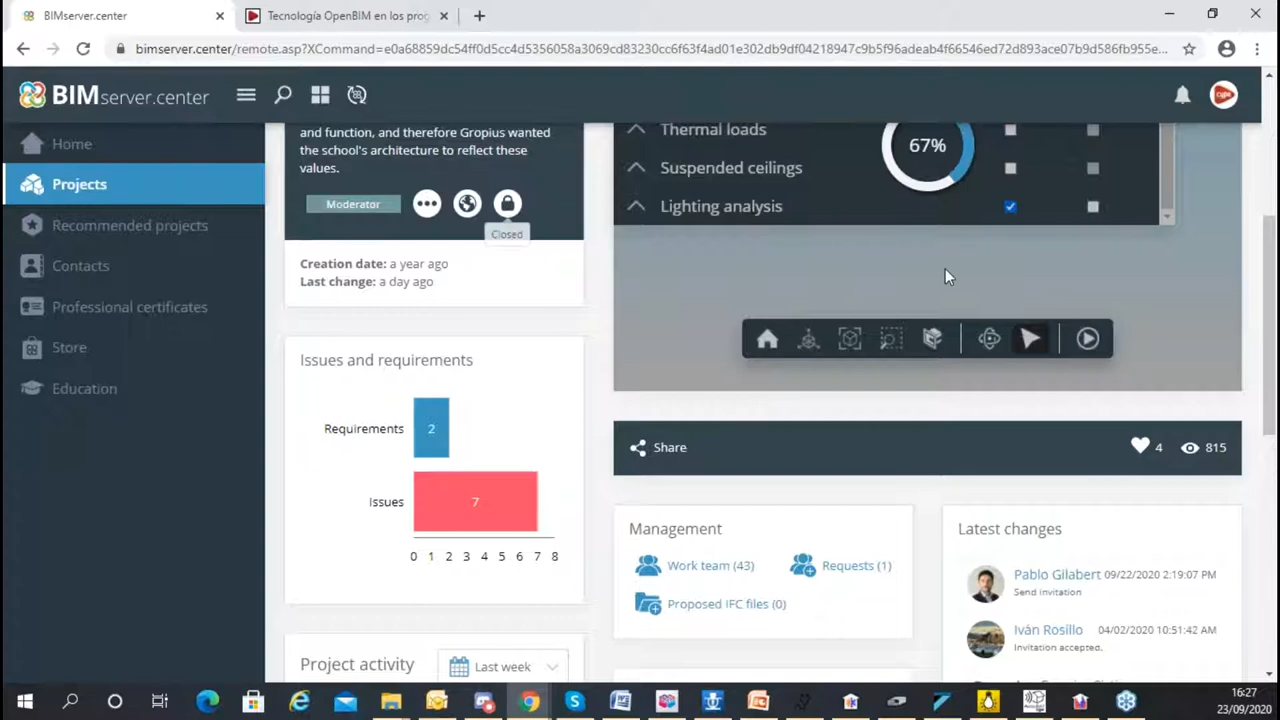 BIMserver.center
Tecnología OpenBIM en los prog
bimserver.center/remote.asp?XCommand=e0a68859dc54ff0d5cc4d5356058a3069cd83230cc6f63f4ad01e302db9df04218947c9b5f96adeab4f66546ed72d893ace07b9d586fb955e...
BIMserver.center
Home
Projects
Recommended projects
Contacts
Professional certificates
Store
Education
and function, and therefore Gropius wanted
the school's architecture to reflect these
values.
Moderator
Closed
Creation date: a year ago
Last change: a day ago
Issues and requirements
Requirements 2
Issues 7
0 1 2 3 4 5 6 7 8
Project activity
Last week
Thermal loads
Suspended ceilings
Lighting analysis
67%
Share
4
815
Management
Work team (43)
Requests (1)
Proposed IFC files (0)
Latest changes
Pablo Gilabert 09/22/2020 2:19:07 PM
Send invitation
Iván Rosillo 04/02/2020 10:51:42 AM
Invitation accepted.
16:27
23/09/2020